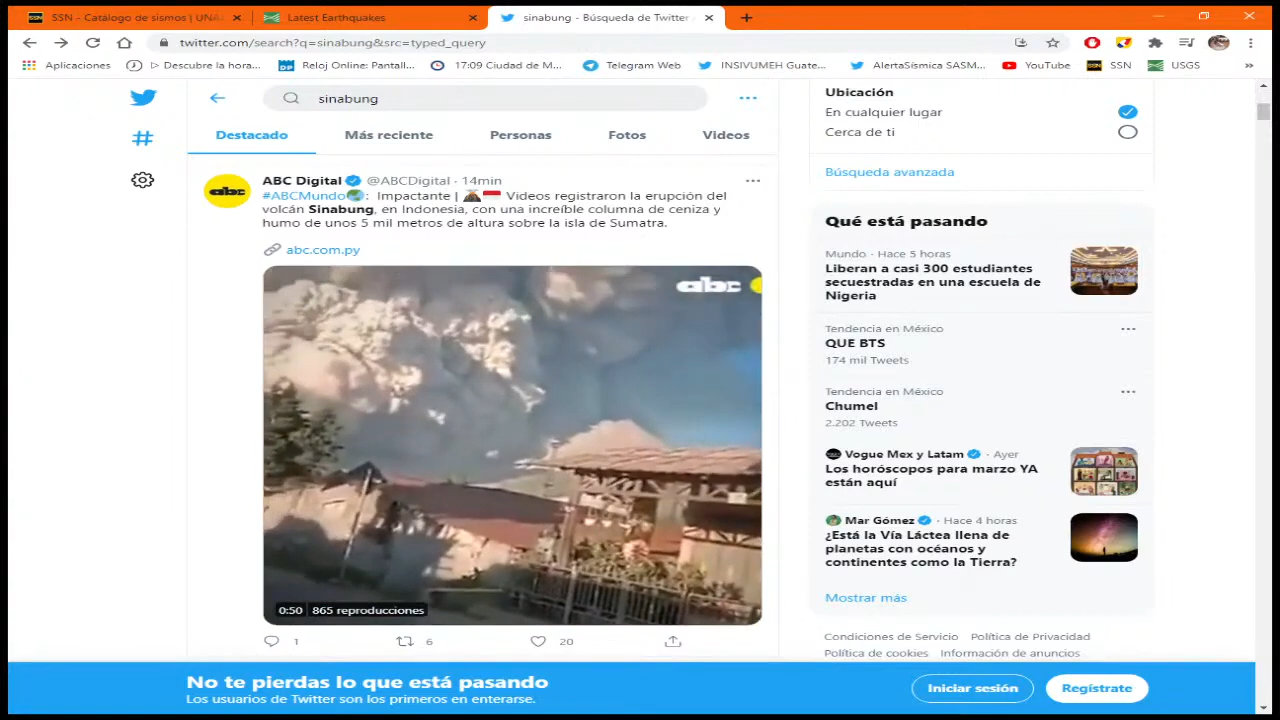 SSN - Catálogo de sismos | UNA
Latest Earthquakes
sinabung - Búsqueda de Twitter
twitter.com/search?q=sinabung&src=typed_query
Aplicaciones
▷ Descubre la hora...
Reloj Online: Pantall...
17:09 Ciudad de M...
Telegram Web
INSIVUMEH Guate...
AlertaSísmica SASM...
YouTube
SSN
USGS
»
sinabung
Destacado
Más reciente
Personas
Fotos
Videos
ABC Digital @ABCDigital · 14min
#ABCMundo: Impactante | Videos registraron la erupción del
volcán Sinabung, en Indonesia, con una increíble columna de ceniza y
humo de unos 5 mil metros de altura sobre la isla de Sumatra.
abc.com.py
abc
abc
0:50 865 reproducciones
1
6
20
Ubicación
En cualquier lugar
Cerca de ti
Búsqueda avanzada
Qué está pasando
Mundo · Hace 5 horas
Liberan a casi 300 estudiantes
secuestradas en una escuela de
Nigeria
Tendencia en México
QUE BTS
174 mil Tweets
Tendencia en México
Chumel
2.202 Tweets
Vogue Mex y Latam · Ayer
Los horóscopos para marzo YA
están aquí
Mar Gómez · Hace 4 horas
¿Está la Vía Láctea llena de
planetas con océanos y
continentes como la Tierra?
Mostrar más
Condiciones de Servicio Política de Privacidad
Política de cookies Información de anuncios
No te pierdas lo que está pasando
Los usuarios de Twitter son los primeros en enterarse.
Iniciar sesión
Regístrate